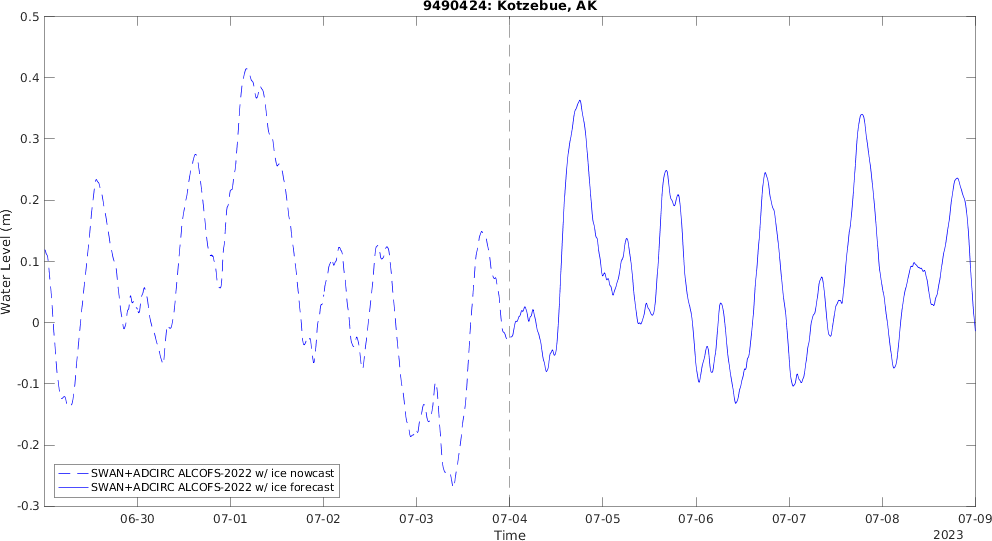 9490424: Kotzebue, AK
0.5
0.4
0.3
0.2
0.1
0
-0.1
-0.2
-0.3
Water Level (m)
SWAN+ADCIRC ALCOFS-2022 w/ ice nowcast
SWAN+ADCIRC ALCOFS-2022 w/ ice forecast
06-30 07-01 07-02 07-03 07-04 07-05 07-06 07-07 07-08 07-09
Time
2023